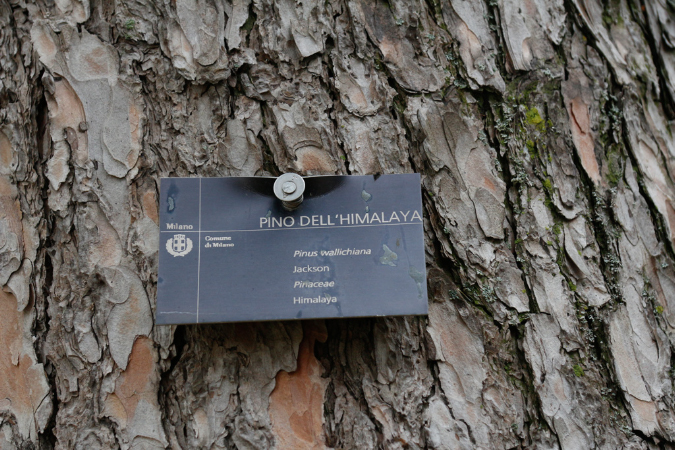 Milano
PINO DELL'HIMALAYA
Comune
di Milano
Pinus wallichiana
Jackson
Pinaceae
Himalaya